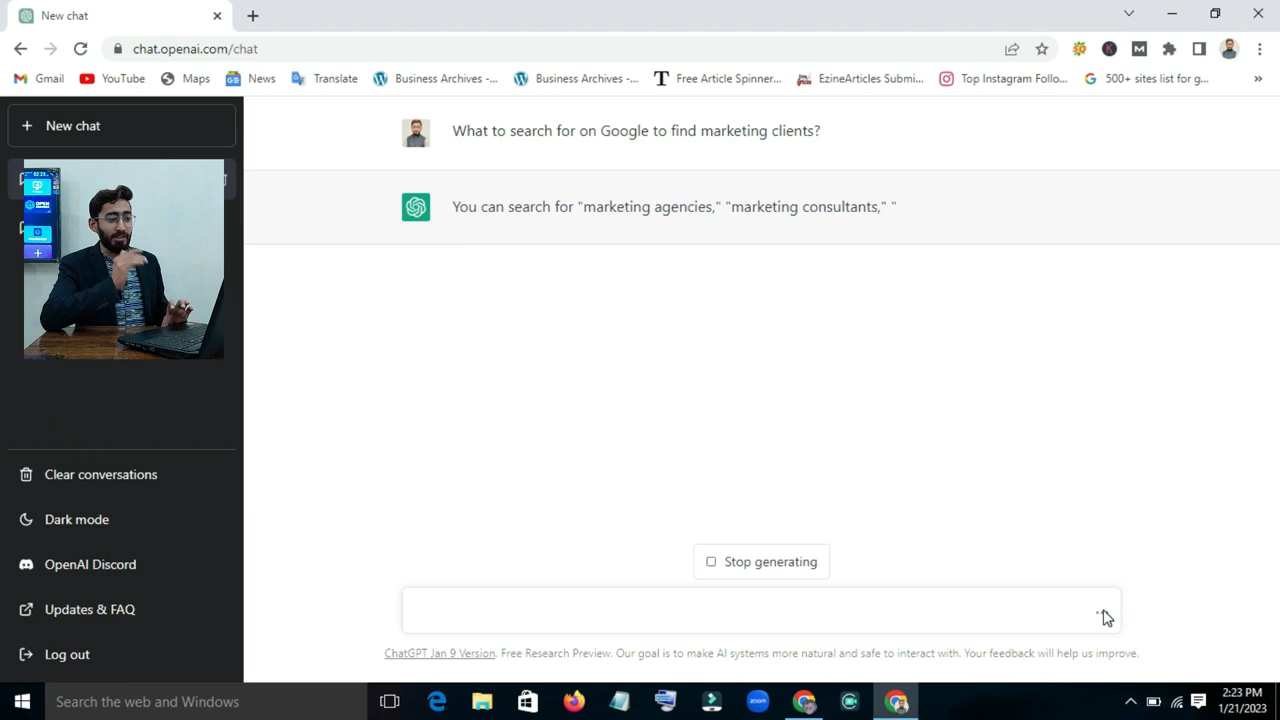 New chat
chat.openai.com/chat
Gmail
YouTube
Maps
News
Translate
Business Archives -...
Business Archives -...
Free Article Spinner...
EzineArticles Submi...
Top Instagram Follo...
500+ sites list for g...
»
+ New chat
02:23
OPEN
What to search for on Google to find marketing clients?
You can search for "marketing agencies," "marketing consultants," "
Clear conversations
Dark mode
OpenAI Discord
Updates & FAQ
Log out
Stop generating
ChatGPT Jan 9 Version. Free Research Preview. Our goal is to make AI systems more natural and safe to interact with. Your feedback will help us improve.
Search the web and Windows
zoom
2:23 PM
1/21/2023